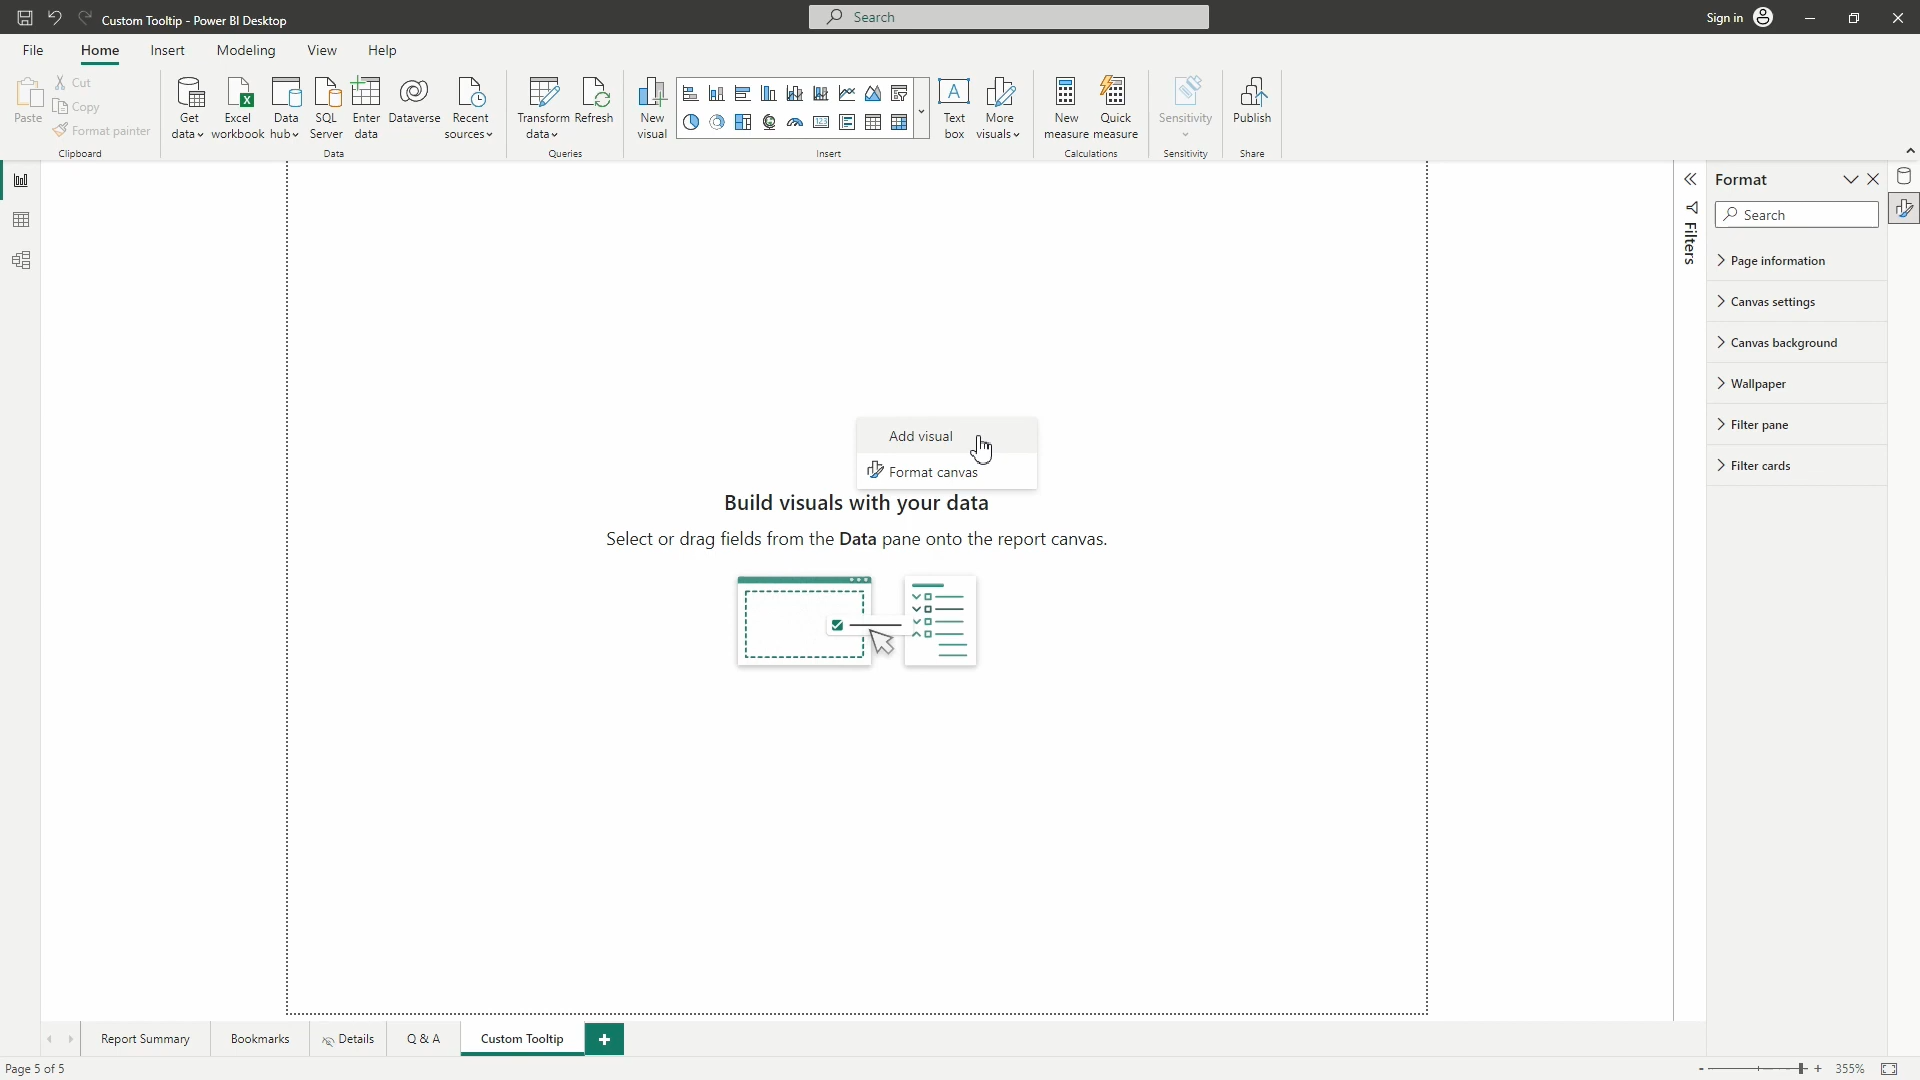 Custom Tooltip - Power BI Desktop
Search
Sign in
File
Home
Insert
Modeling
View
Help
Paste
Cut
Copy
Format painter
Clipboard
Get
data
Excel
workbook
Data
hub
SQL
Server
Enter
data
Dataverse
Recent
sources
Data
Transform
data
Refresh
Queries
New
visual
Insert
Text
box
More
visuals
New
measure
Quick
measure
Calculations
Sensitivity
Sensitivity
Publish
Share
Filters
Format
Search
Page information
Canvas settings
Canvas background
Wallpaper
Filter pane
Filter cards
Add visual
Format canvas
Build visuals with your data
Select or drag fields from the Data pane onto the report canvas.
Report Summary
Bookmarks
Details
Q & A
Custom Tooltip
+
Page 5 of 5
- + 355%